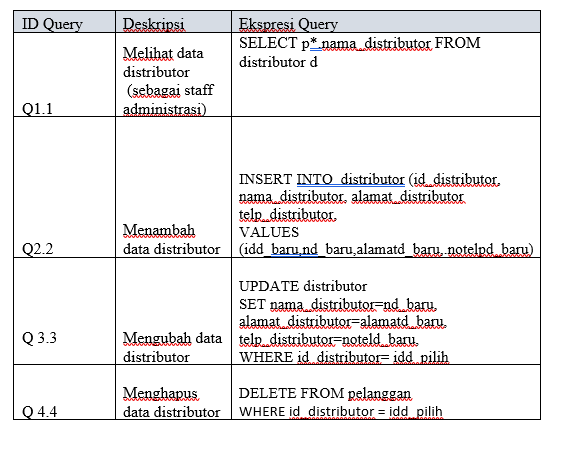 ID Query Deskripsi Ekspresi Query
Melihat data
distributor
(sebagai staff
Q1.1 administrasi)
SELECT p*,nama_distributor FROM
distributor d
Menambah
Q2.2 data distributor
INSERT INTO distributor (id_distributor,
nama_distributor, alamat_distributor
telp_distributor,
VALUES
(idd_baru,nd_baru,alamatd_baru, notelpd_baru)
Q 3.3 Mengubah data
distributor
UPDATE distributor
SET nama_distributor=nd_baru,
alamat_distributor=alamatd_baru,
telp_distributor=noteld_baru,
WHERE id_distributor= idd_pilih
Menghapus
Q 4.4 data distributor
DELETE FROM pelanggan
WHERE id_distributor = idd_pilih